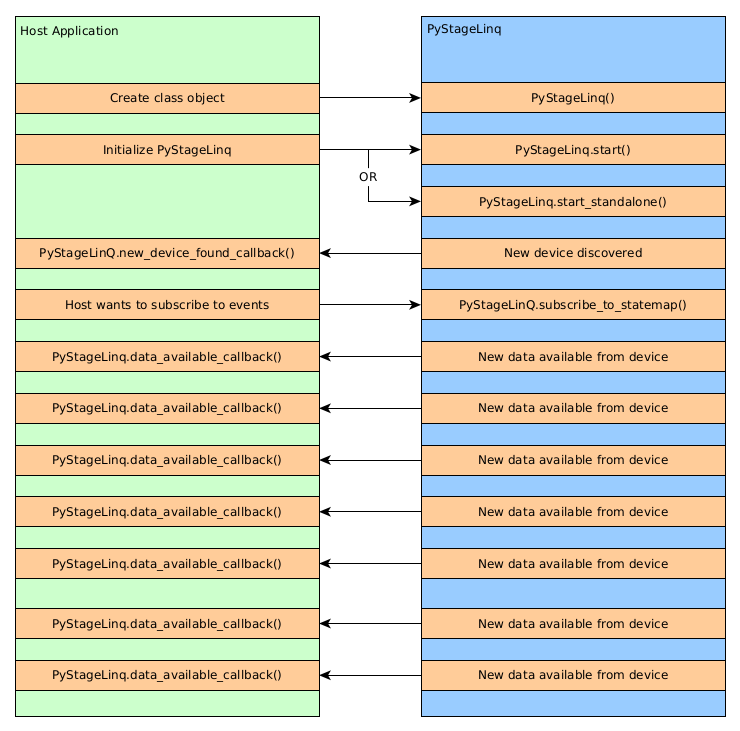 Host Application
PyStageLinq
Create class object
PyStageLinq()
Initialize PyStageLinq
PyStageLinq.start()
OR
PyStageLinq.start_standalone()
PyStageLinQ.new_device_found_callback()
New device discovered
Host wants to subscribe to events
PyStageLinQ.subscribe_to_statemap()
PyStageLinq.data_available_callback()
New data available from device
PyStageLinq.data_available_callback()
New data available from device
PyStageLinq.data_available_callback()
New data available from device
PyStageLinq.data_available_callback()
New data available from device
PyStageLinq.data_available_callback()
New data available from device
PyStageLinq.data_available_callback()
New data available from device
PyStageLinq.data_available_callback()
New data available from device